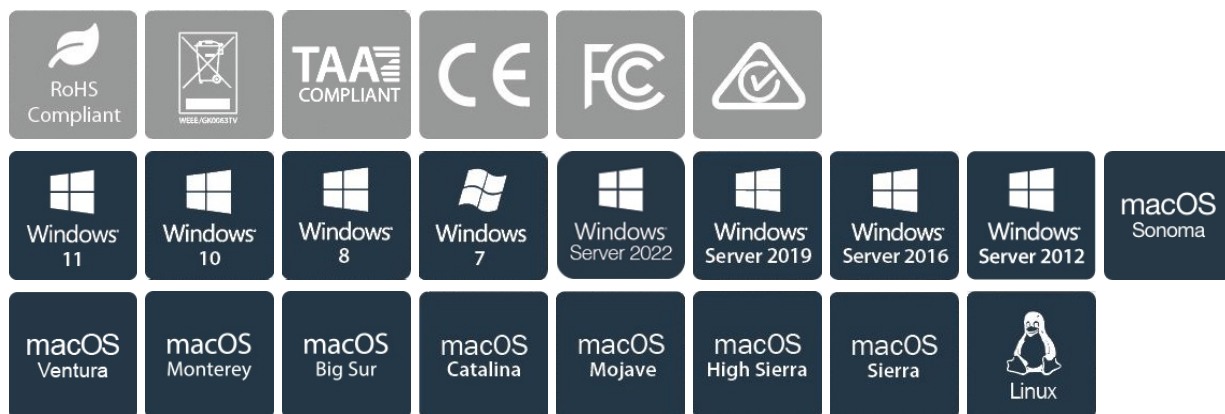 RoHS
Compliant
WEEE/GK0063TV
TAA
COMPLIANT
CE
FC
Windows
11
Windows
10
Windows
8
Windows
7
Windows
Server 2022
Windows
Server 2019
Windows
Server 2016
Windows
Server 2012
macOS
Sonoma
macOS
Ventura
macOS
Monterey
macOS
Big Sur
macOS
Catalina
macOS
Mojave
macOS
High Sierra
macOS
Sierra
Linux